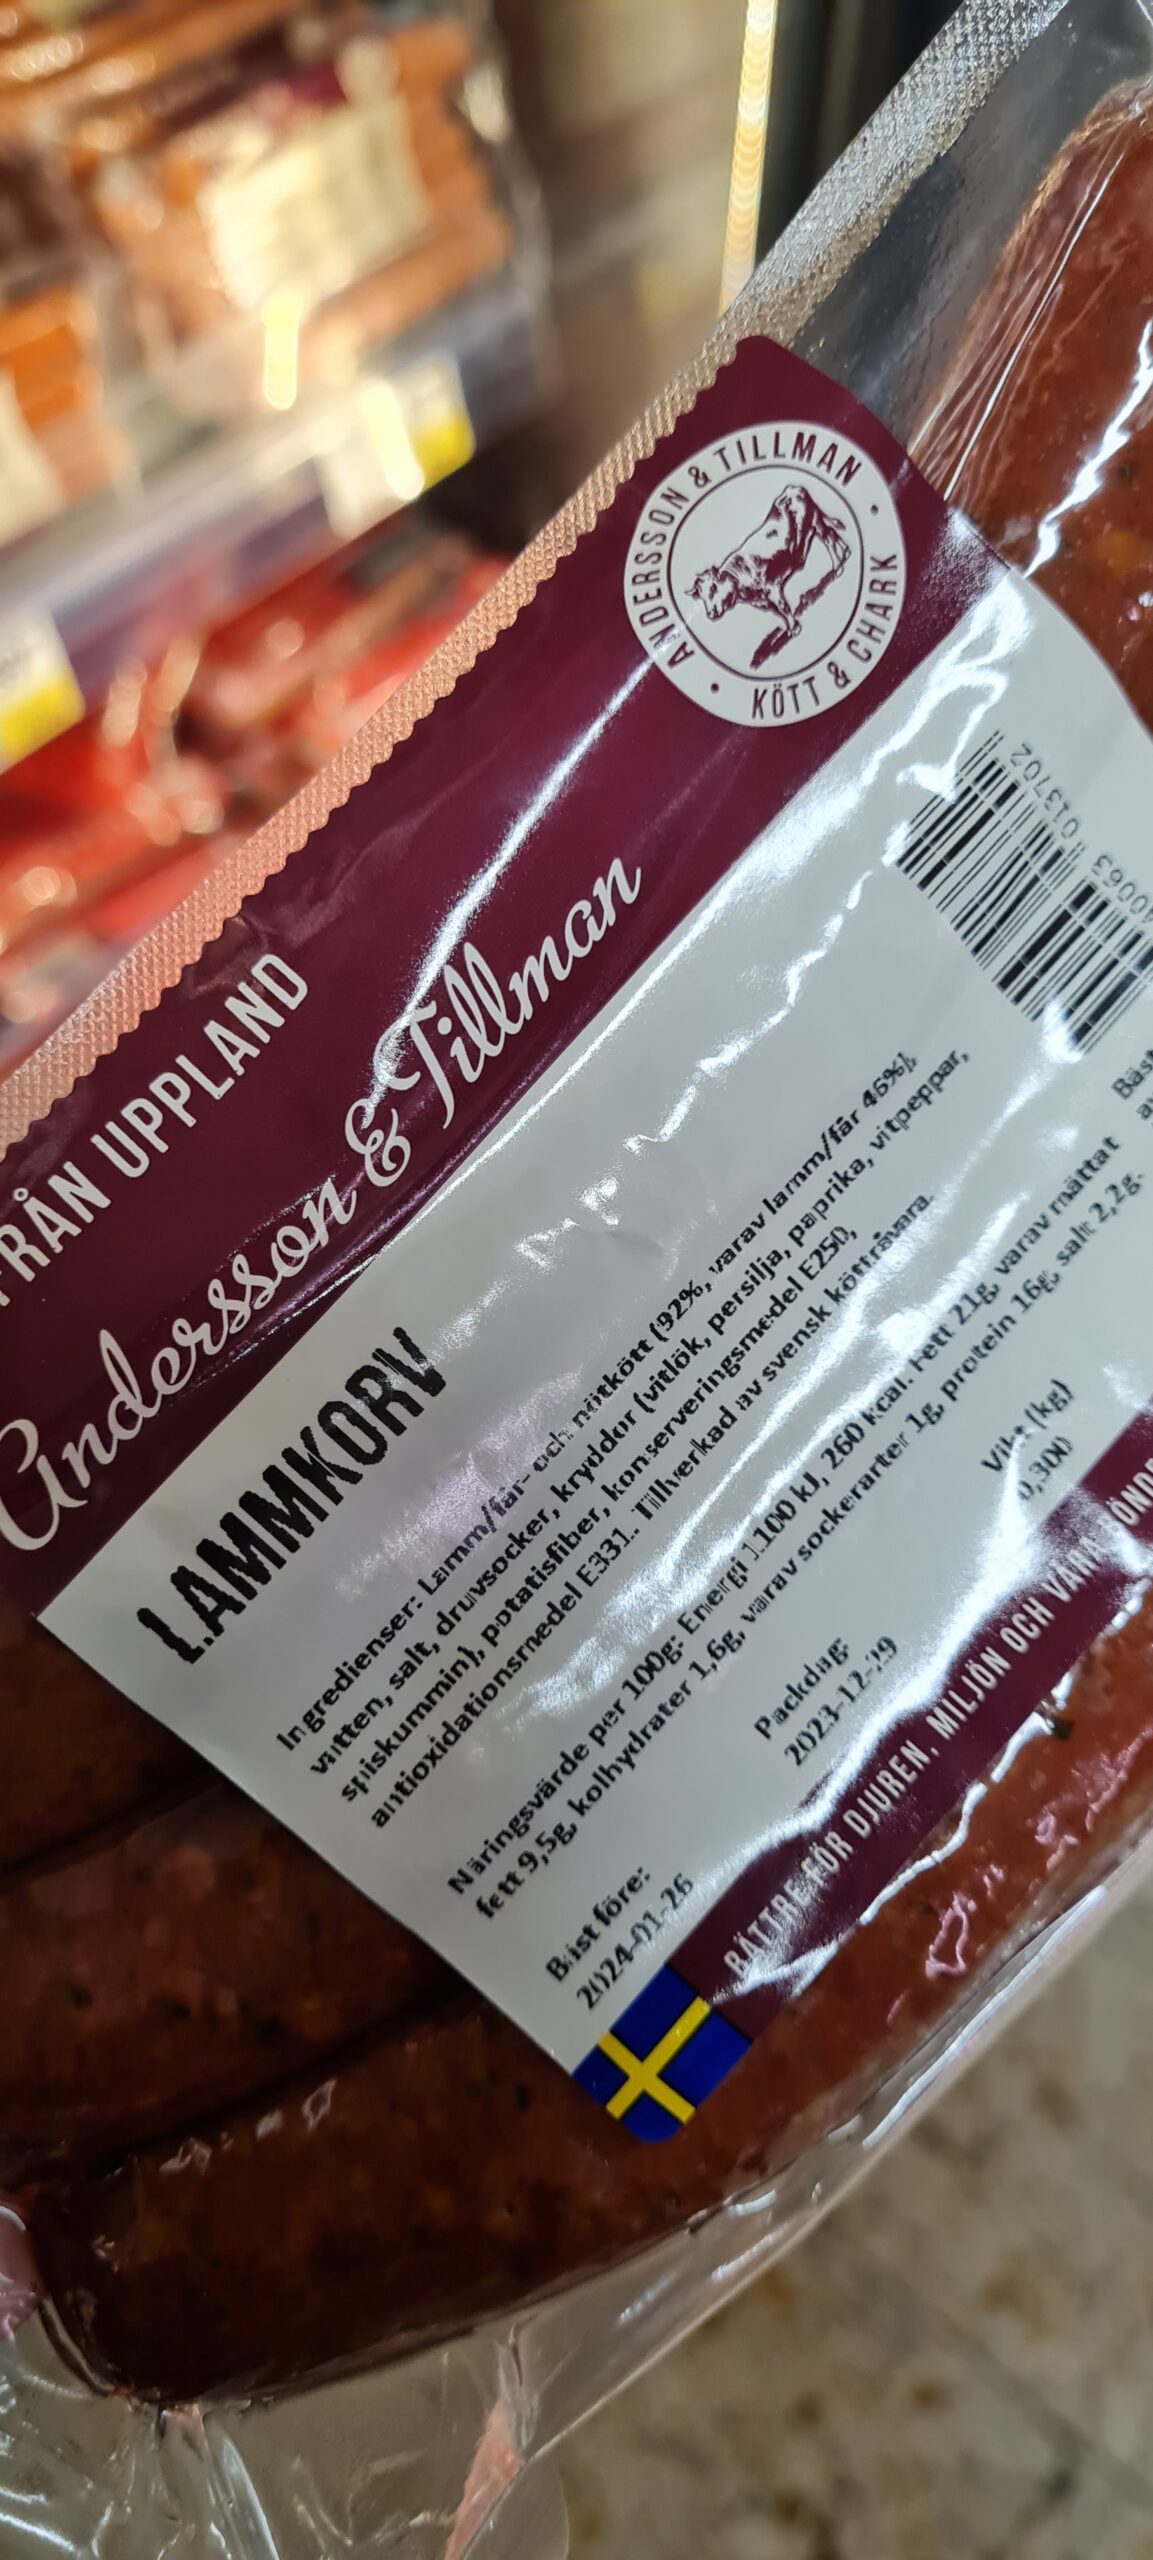 ANDERSSON & TILLMAN
KÖTT & CHARK
FRÅN UPPLAND
Andersson & Tillman
013702
LAMMKORV
Ingredienser: Lamm/får- och nötkött (92%, varav lamm/får 46%),
vatten, salt, druvsocker, kryddor (vitlök, persilja, paprika, vitpeppar,
spiskummin), potatisfiber, konserveringsmedel E250,
antioxidationsmedel E331. Tillverkad av svensk köttråvara.
Näringsvärde per 100g: Energi 1100 kJ, 260 kcal. Fett 21g, varav mättat
fett 9,5g, kolhydrater 1,6g, varav sockerarter 1g, protein 16g, salt 2,2g.
Bäst före:
2024-01-26
Packdag:
2023-12-29
Vikt (kg)
0,300
BÄTTRE FÖR DJUREN, MILJÖN OCH VÅRA